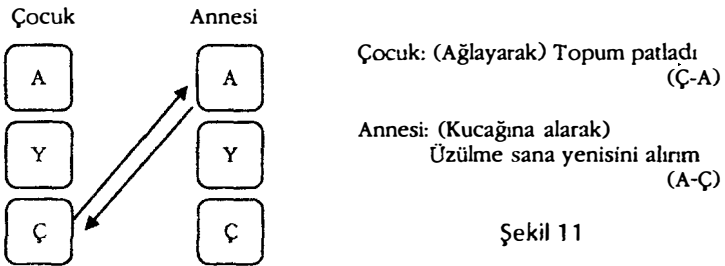 Çocuk Annesi
A A
Y Y
Ç Ç
Çocuk: (Ağlayarak) Topum patladı
(Ç-A)
Annesi: (Kucağına alarak)
Üzülme sana yenisini alırım
(A-Ç)
Şekil 11